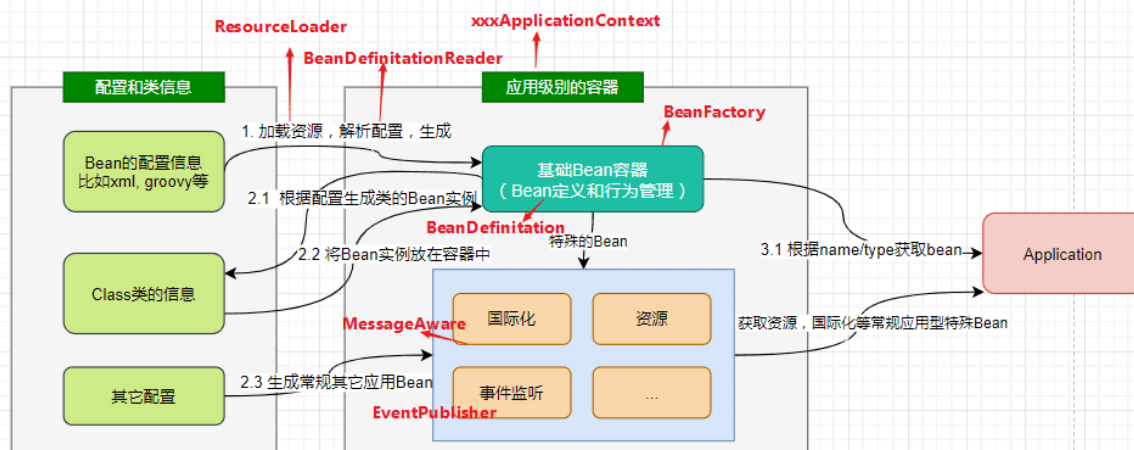 xxxApplicationContext
ResourceLoader
BeanDefinitationReader
配置和类信息
应用级别的容器
BeanFactory
1. 加载资源，解析配置，生成
Bean的配置信息
比如xml, groovy等
基础Bean容器
（Bean定义和行为管理）
2.1 根据配置生成类的Bean实例
BeanDefinitation
特殊的Bean
2.2 将Bean实例放在容器中
3.1 根据name/type获取bean
Application
Class类的信息
国际化
资源
MessageAware
获取资源，国际化等常规应用型特殊Bean
2.3 生成常规其它应用Bean
其它配置
事件监听
...
EventPublisher